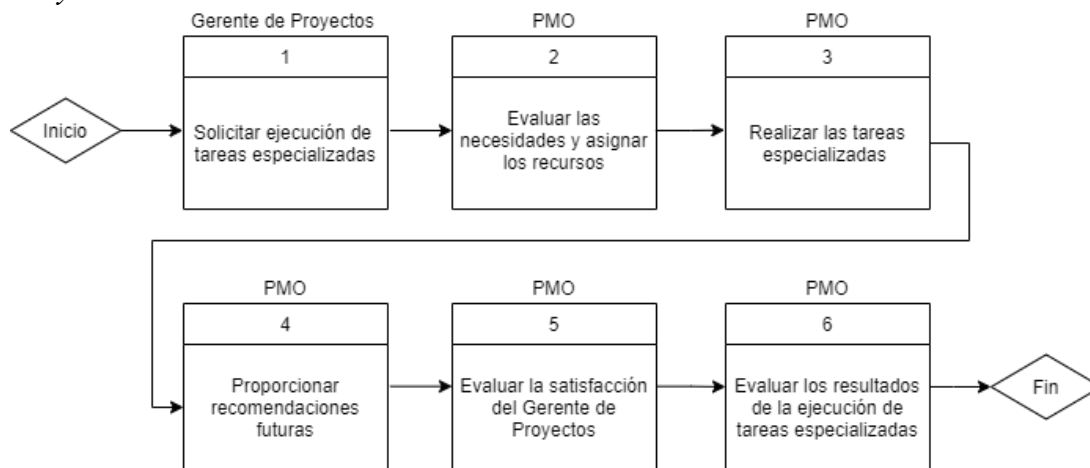 y
Gerente de Proyectos
PMO
PMO
1
2
3
Inicio
Solicitar ejecución de
tareas especializadas
Evaluar las
necesidades y asignar
los recursos
Realizar las tareas
especializadas
PMO
PMO
PMO
4
5
6
Proporcionar
recomendaciones
futuras
Evaluar la satisfacción
del Gerente de
Proyectos
Evaluar los resultados
de la ejecución de
tareas especializadas
Fin